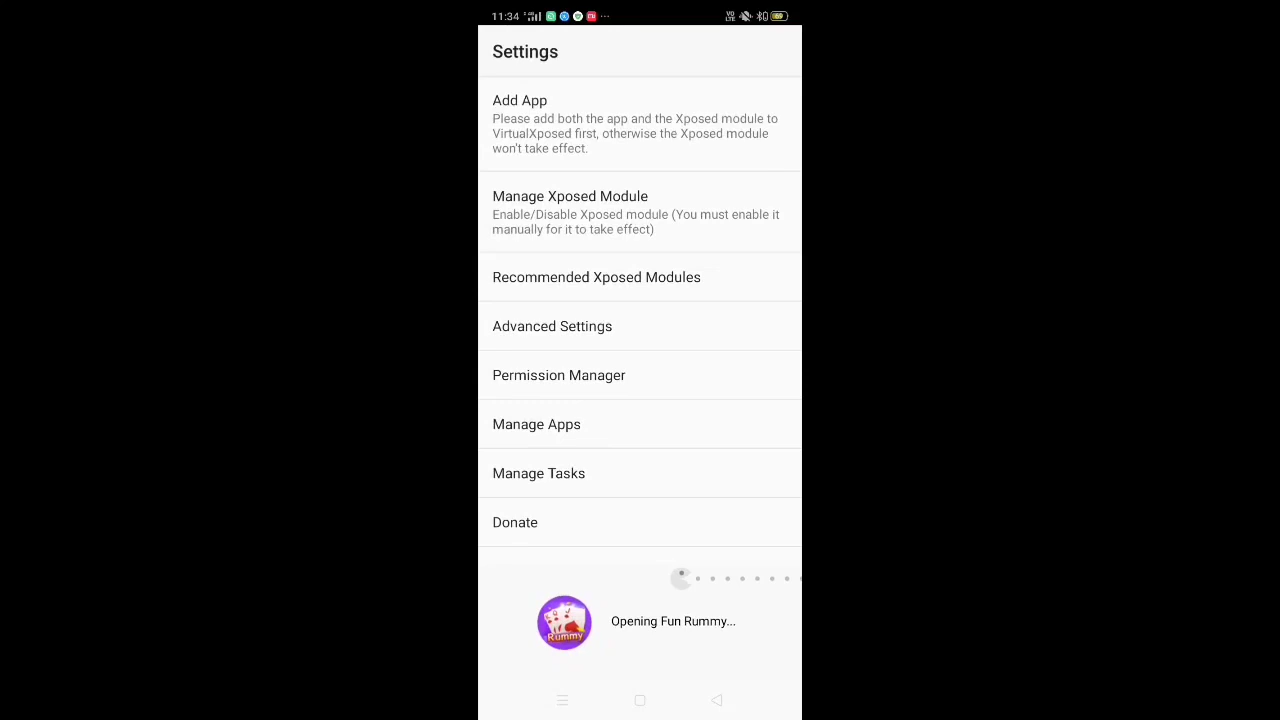 11:34
VO
LTE
69
Settings
Add App
Please add both the app and the Xposed module to
VirtualXposed first, otherwise the Xposed module
won't take effect.
Manage Xposed Module
Enable/Disable Xposed module (You must enable it
manually for it to take effect)
Recommended Xposed Modules
Advanced Settings
Permission Manager
Manage Apps
Manage Tasks
Donate
Rummy
Opening Fun Rummy...